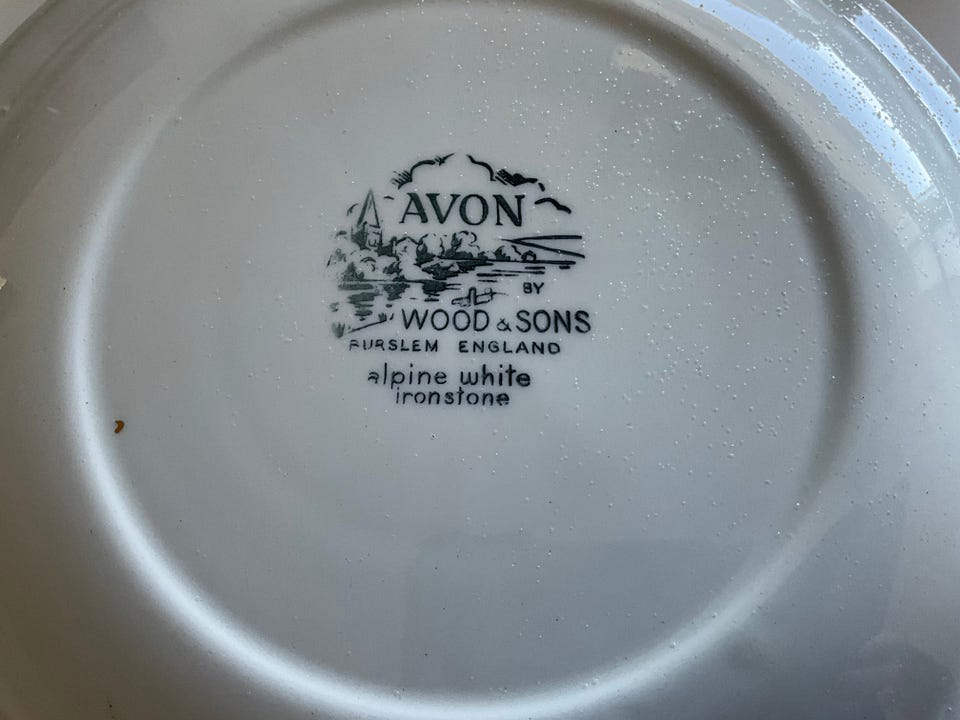 AVON
BY
WOOD & SONS
BURSLEM ENGLAND
alpine white
ironstone